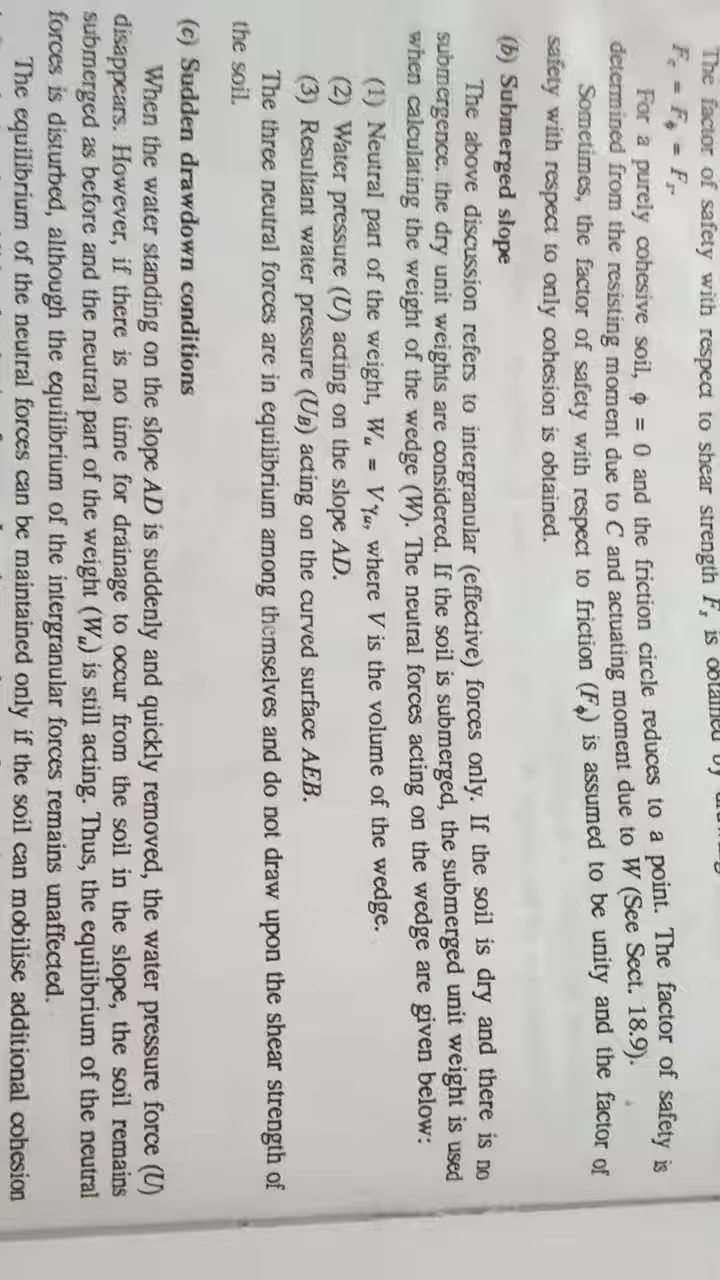 The factor of safety with respect to shear strength Fs is obtained by
Fc = Fφ = Fs.
For a purely cohesive soil, φ = 0 and the friction circle reduces to a point. The factor of safety is
determined from the resisting moment due to C and actuating moment due to W (See Sect. 18.9).
Sometimes, the factor of safety with respect to friction (Fφ) is assumed to be unity and the factor of
safety with respect to only cohesion is obtained.
(b) Submerged slope
The above discussion refers to intergranular (effective) forces only. If the soil is dry and there is no
submergence, the dry unit weights are considered. If the soil is submerged, the submerged unit weight is used
when calculating the weight of the wedge (W). The neutral forces acting on the wedge are given below:
(1) Neutral part of the weight, Wu = V γw, where V is the volume of the wedge.
(2) Water pressure (U) acting on the slope AD.
(3) Resultant water pressure (UB) acting on the curved surface AEB.
The three neutral forces are in equilibrium among themselves and do not draw upon the shear strength of
the soil.
(c) Sudden drawdown conditions
When the water standing on the slope AD is suddenly and quickly removed, the water pressure force (U)
disappears. However, if there is no time for drainage to occur from the soil in the slope, the soil remains
submerged as before and the neutral part of the weight (Wu) is still acting. Thus, the equilibrium of the neutral
forces is disturbed, although the equilibrium of the intergranular forces remains unaffected.
The equilibrium of the neutral forces can be maintained only if the soil can mobilise additional cohesion